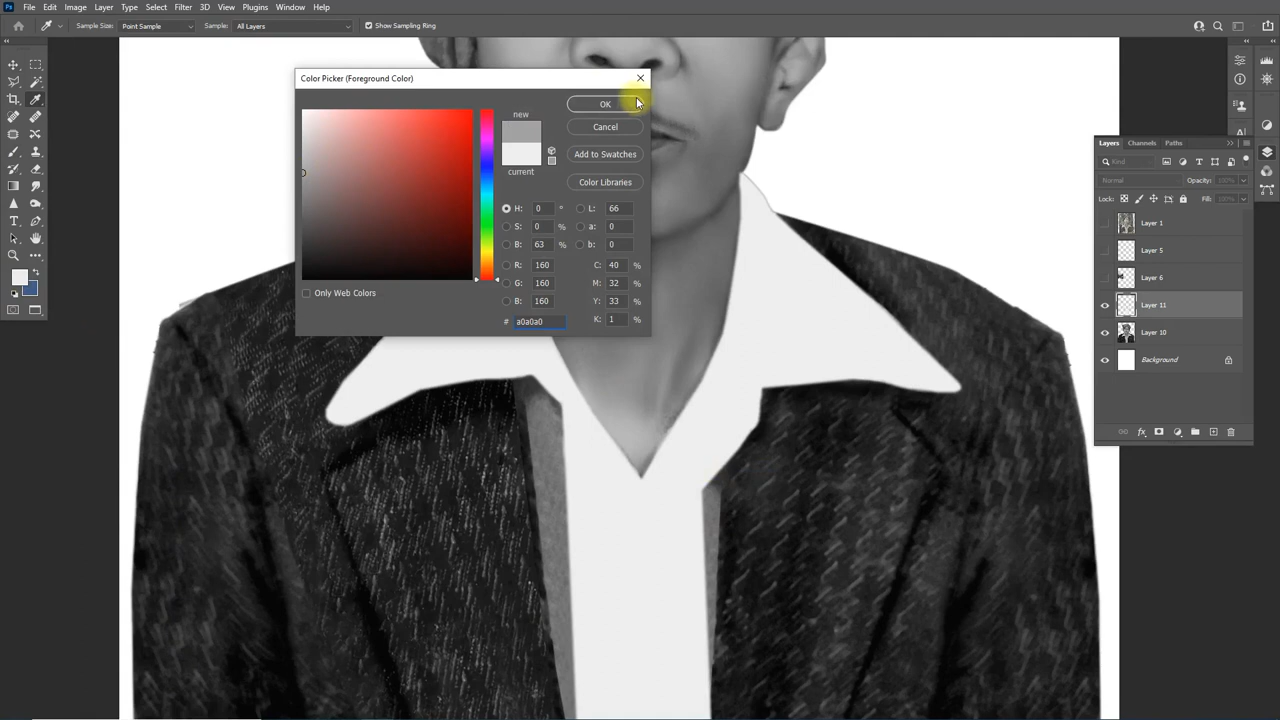 Ps File Edit Image Layer Type Select Filter 3D View Plugins Window Help
Sample Size: Point Sample Sample: All Layers Show Sampling Ring
Color Picker (Foreground Color)
new
OK
Cancel
Add to Swatches
current
Color Libraries
H: 0 ° L: 66
S: 0 % a: 0
B: 63 % b: 0
R: 160 C: 40 %
G: 160 M: 32 %
B: 160 Y: 33 %
# a0a0a0 K: 1 %
Only Web Colors
Layers Channels Paths
Kind
Normal Opacity:
Lock: Fill:
Layer 1
Layer 5
Layer 6
Layer 11
Layer 10
Background
fx